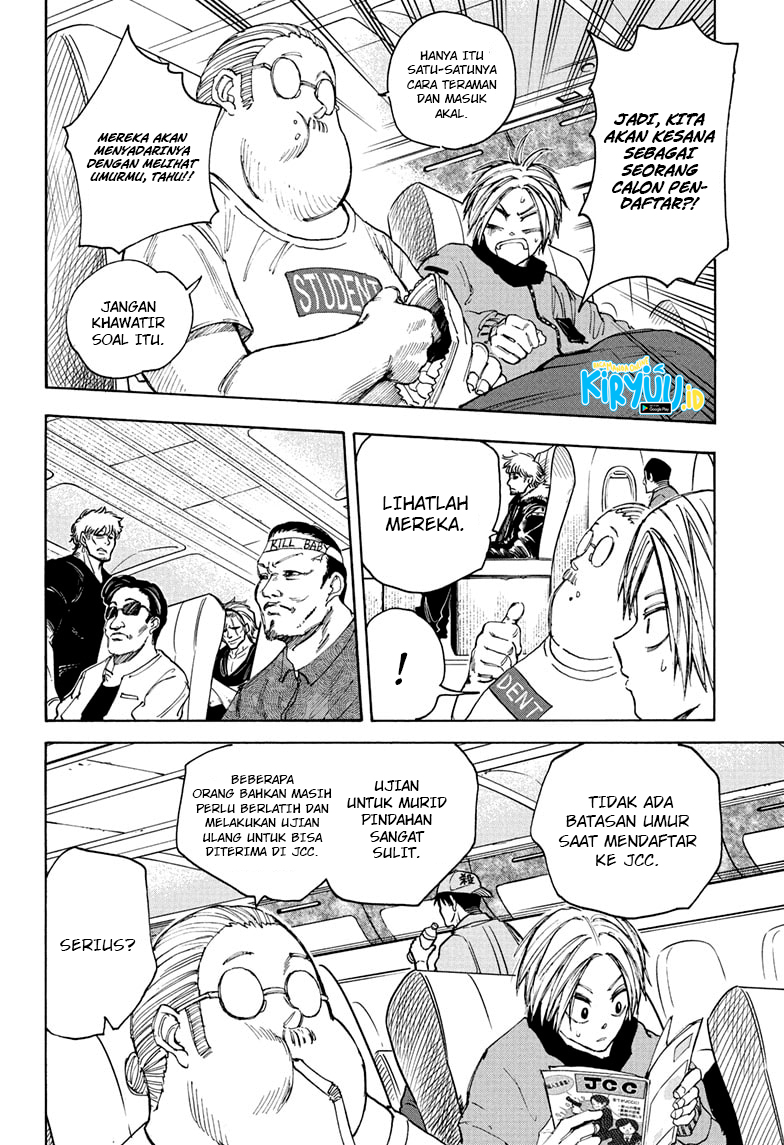 JADI, KITA
AKAN KESANA
SEBAGAI
SEORANG
CALON PEN-
DAFTAR?!
HANYA ITU
SATU-SATUNYA
CARA TERAMAN
DAN MASUK
AKAL.
MEREKA AKAN
MENYADARINYA
DENGAN MELIHAT
UMURMU, TAHU!!
STUDENT
JANGAN
KHAWATIR
SOAL ITU.
KIRYUU.ID
Google Play
LIHATLAH
MEREKA.
!
DENT
KILL BABY
TIDAK ADA
BATASAN UMUR
SAAT MENDAFTAR
KE JCC.
UJIAN
UNTUK MURID
PINDAHAN
SANGAT
SULIT.
BEBERAPA
ORANG BAHKAN MASIH
PERLU BERLATIH DAN
MELAKUKAN UJIAN
ULANG UNTUK BISA
DITERIMA DI JCC.
殺
SERIUS?
JCC